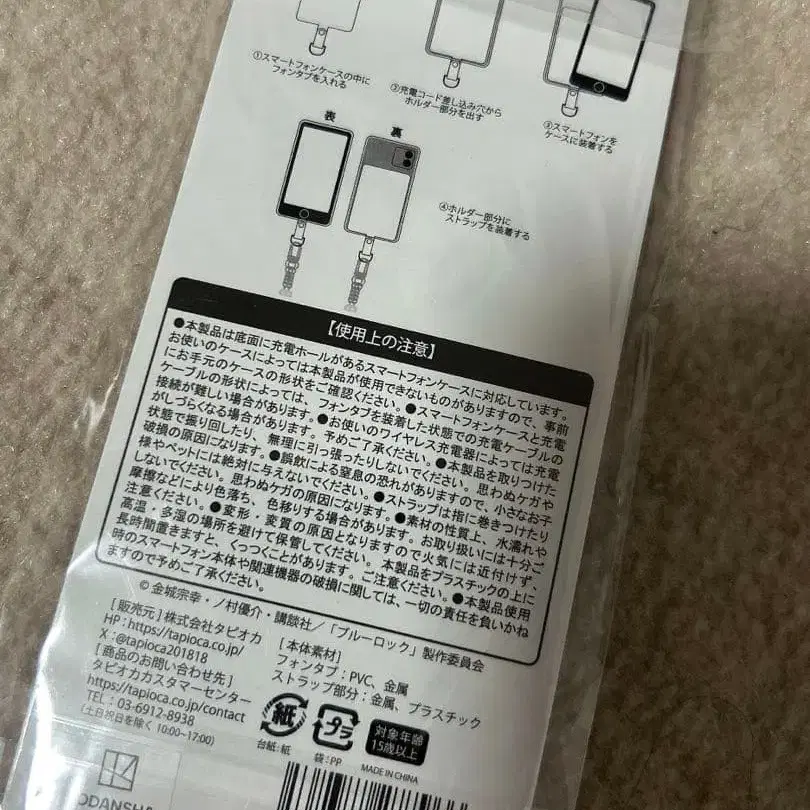 ①スマートフォンケースの中に
フォンタブを入れる
②充電コード差し込み穴から
ホルダー部分を出す
③スマートフォンを
ケースに装着する
表
裏
④ホルダー部分に
ストラップを装着する
【使用上の注意】
●本製品は底面に充電ホールがあるスマートフォンケースに対応しています。
お使いのケースによっては本製品が使用できないものがありますので、事前
にお手元のケースの形状をご確認ください。●スマートフォンケースと充電
ケーブルの形状によっては、フォンタブを装着した状態での充電ケーブルの
接続が難しい場合があります。●お使いのワイヤレス充電器によっては充電
がしづらくなる場合があります。予めご了承ください。●本製品を取りつけた
状態で振り回したり、無理に引っ張ったりしないでください。思わぬケガや
破損の原因になります。●誤飲による窒息の恐れがありますので、小さなお子
様やペットには絶対に与えないでください。●ストラップは指に巻きつけたり
しないでください。思わぬケガの原因になります。●素材の性質上、水濡れや
摩擦などにより色落ち、色移りする場合があります。お取り扱いには十分ご
注意ください。●変形・変質の原因となりますので火気には近付けず、
高温・多湿の場所を避けて保管してください。本製品をプラスチックの上に
長時間置きますと、くっつくことがあります。ご注意ください。●本製品使用
時のスマートフォン本体や関連機器の破損に関しては、一切の責任を負いかね
ますので予めご了承ください。
© 金城宗幸・ノ村優介・講談社/「ブルーロック」製作委員会
[ 販売元 ] 株式会社タピオカ
HP : https://tapioca.co.jp/
X : @tapioca201818
[ 商品のお問い合わせ先 ]
タピオカカスタマーセンター
https://tapioca.co.jp/contact
TEL : 03-6912-8938
(土日祝日を除く 10:00~17:00)
[ 本体素材 ]
フォンタブ : PVC、金属
ストラップ部分 : 金属、プラスチック
紙
台紙:紙
プラ
袋:PP
対象年齢
15歳以上
MADE IN CHINA
ODANSHA